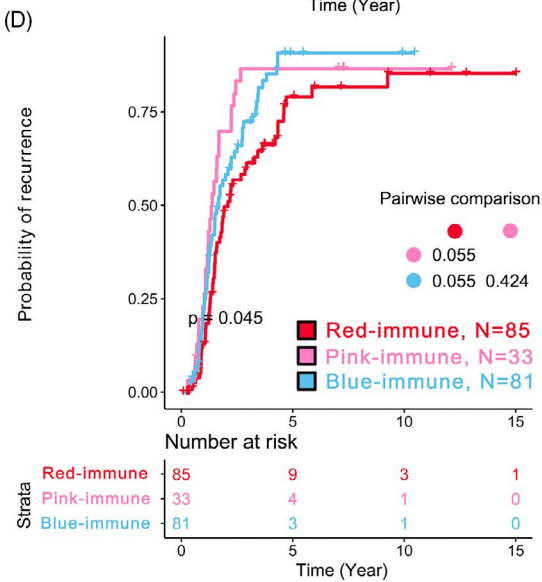 Time (Year)
(D)
Probability of recurrence
0.75
0.50
0.25
0.00
Pairwise comparison
0.055
0.055 0.424
p = 0.045
Red-immune, N=85
Pink-immune, N=33
Blue-immune, N=81
0 5 10 15
Number at risk
Strata
Red-immune 85 9 3 1
Pink-immune 33 4 1 0
Blue-immune 81 3 1 0
0 5 10 15
Time (Year)